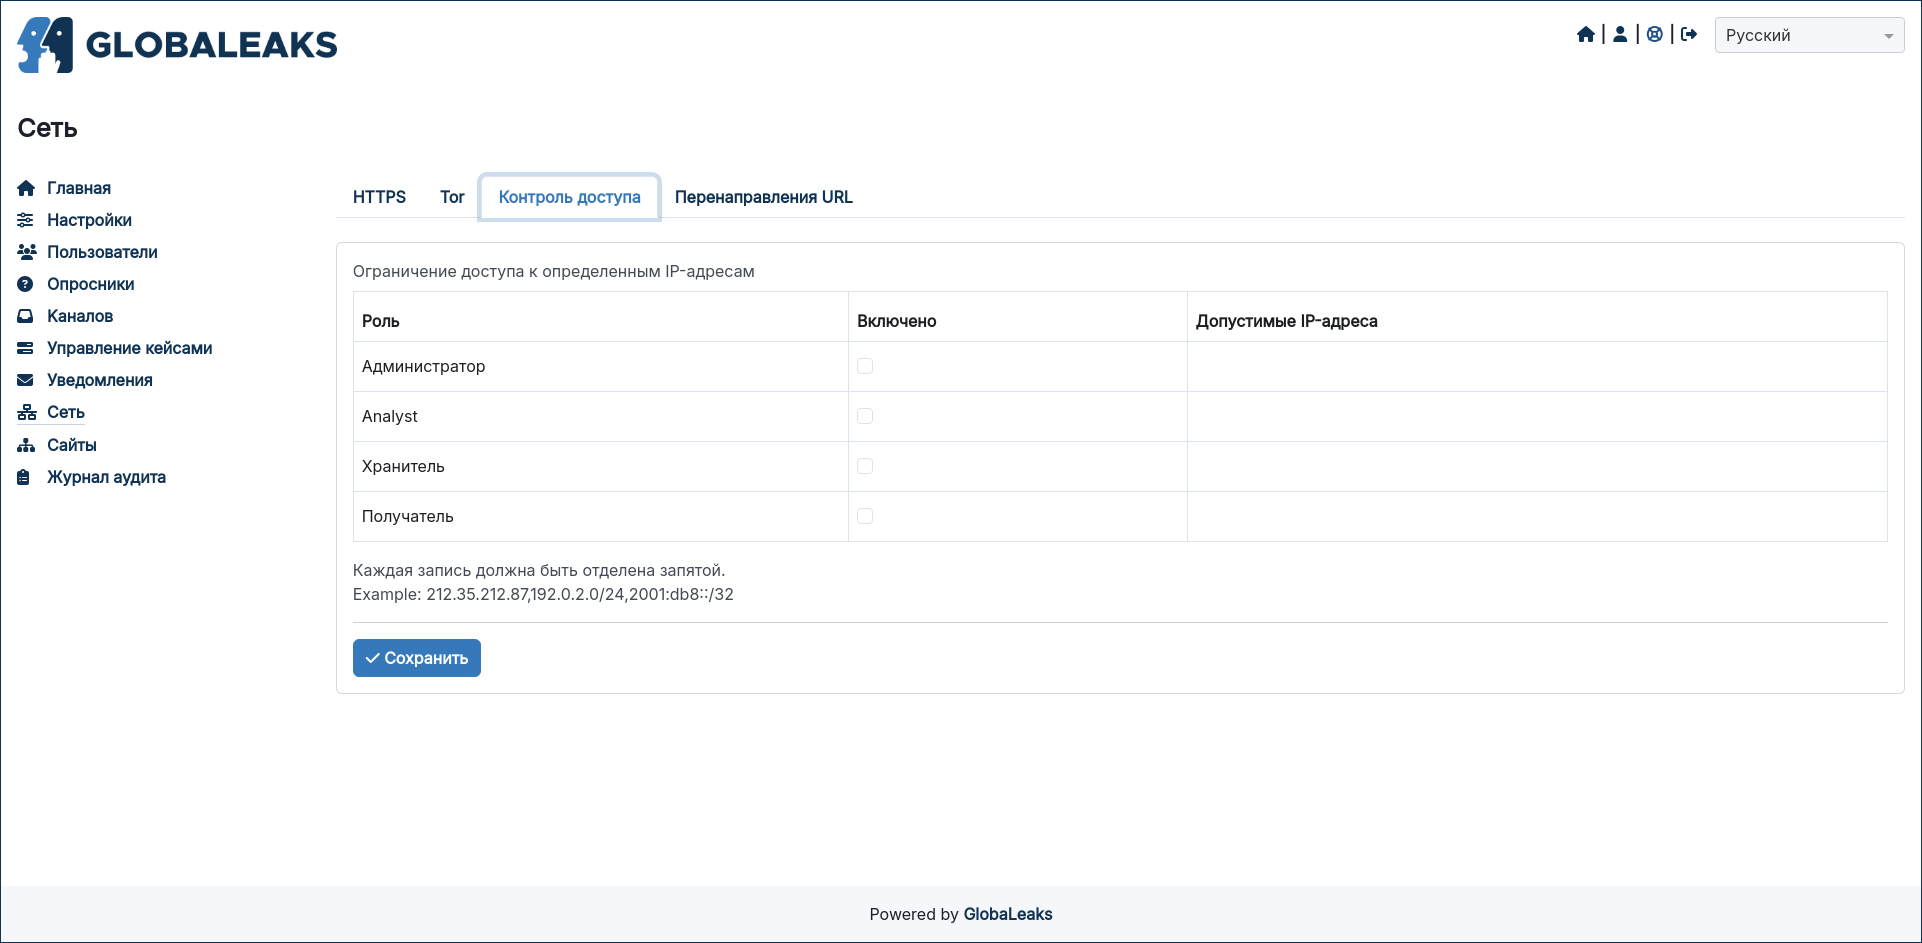 GLOBALEAKS
Русский
Сеть
Главная
Настройки
Пользователи
Опросники
Каналов
Управление кейсами
Уведомления
Сеть
Сайты
Журнал аудита
HTTPS Tor Контроль доступа Перенаправления URL
Ограничение доступа к определенным IP-адресам
Роль Включено Допустимые IP-адреса
Администратор
Analyst
Хранитель
Получатель
Каждая запись должна быть отделена запятой.
Example: 212.35.212.87,192.0.2.0/24,2001:db8::/32
Сохранить
Powered by GlobaLeaks